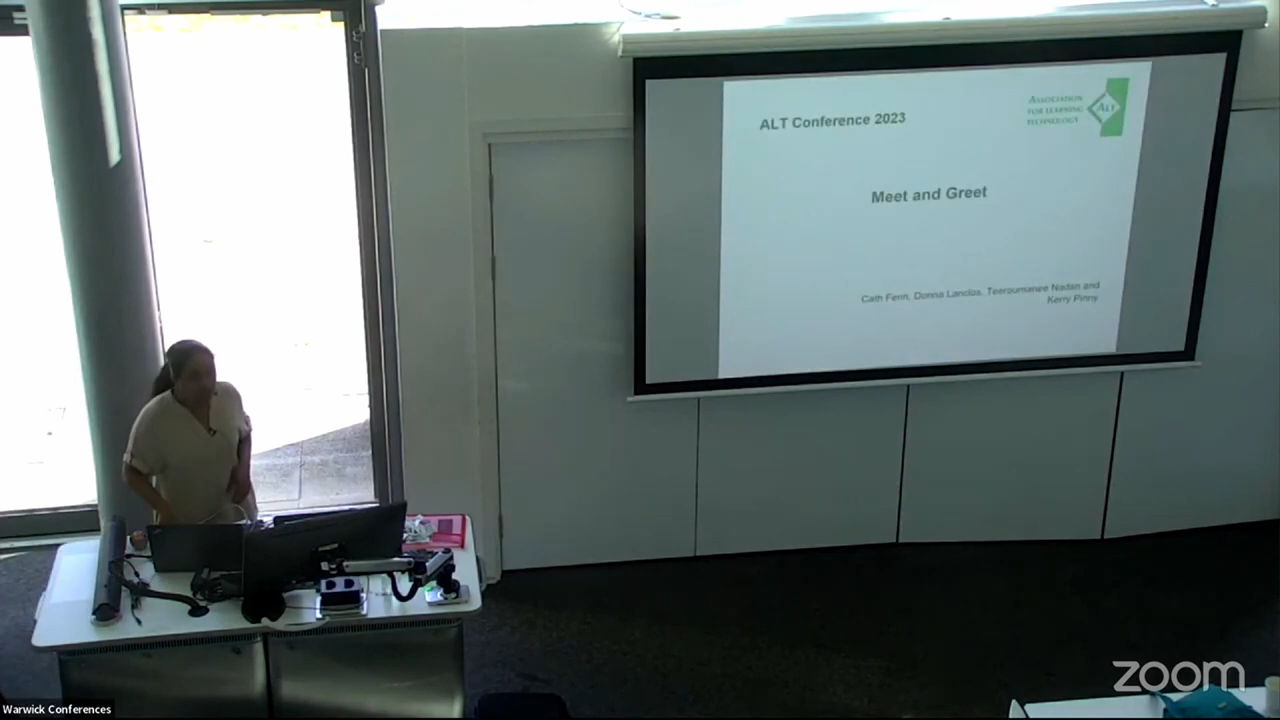 ALT Conference 2023
ASSOCIATION
FOR LEARNING
TECHNOLOGY
ALT
Meet and Greet
Cath Fenn, Donna Lanclos, Teeroumanee Nadan and
Kerry Pinny
zoom
Warwick Conferences